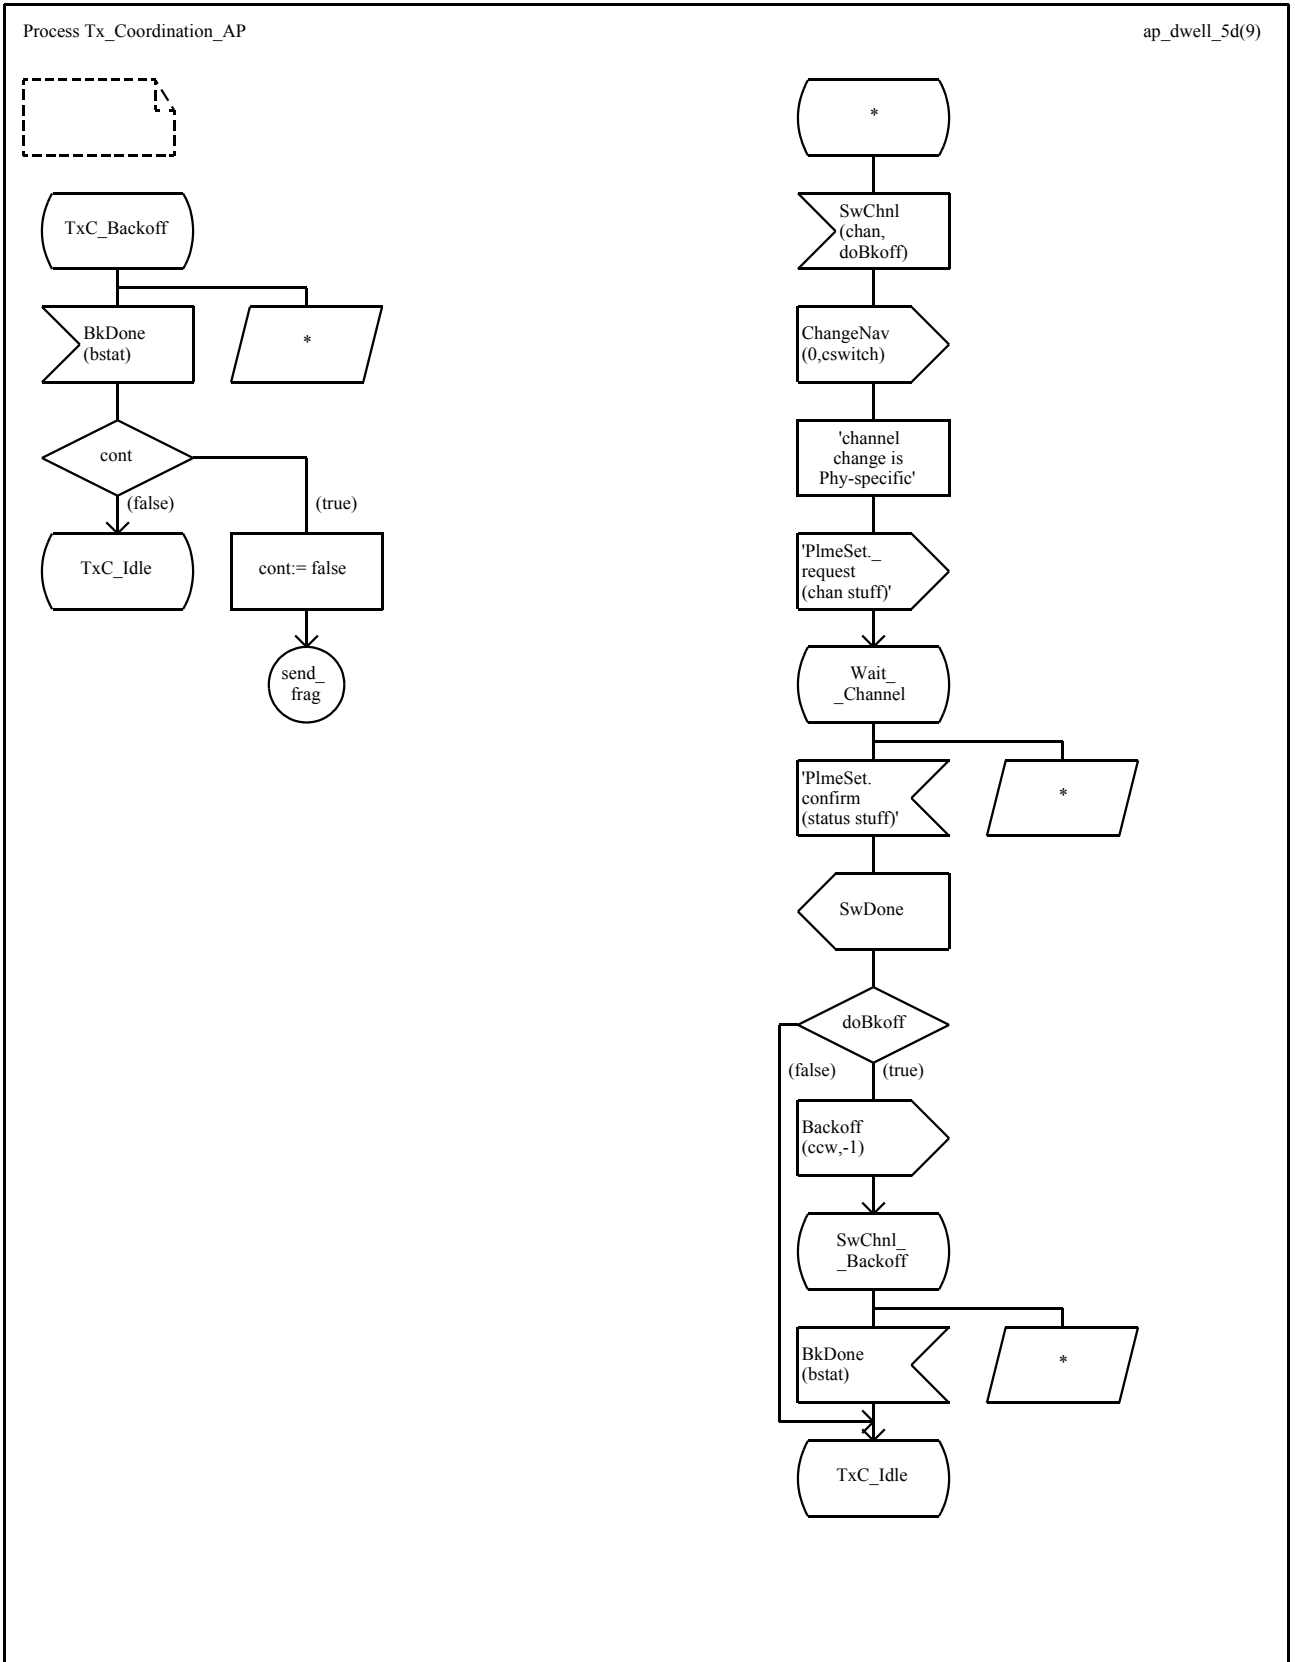 Process Tx_Coordination_AP
ap_dwell_5d(9)
TxC_Backoff
BkDone
(bstat)
*
cont
(false)
(true)
TxC_Idle
cont:= false
send_
frag
*
SwChnl
(chan,
doBkoff)
ChangeNav
(0,cswitch)
'channel
change is
Phy-specific'
'PlmeSet._
request
(chan stuff)'
Wait_
_Channel
'PlmeSet.
confirm
(status stuff)'
*
SwDone
doBkoff
(false)
(true)
Backoff
(ccw,-1)
SwChnl_
_Backoff
BkDone
(bstat)
*
TxC_Idle